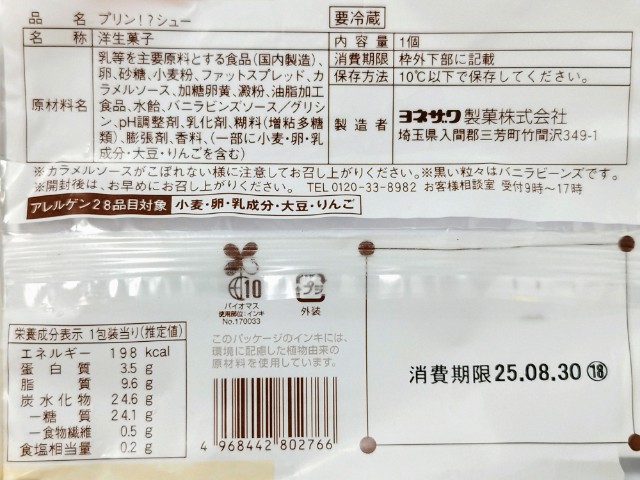 品 名 プリン!?シュー
要冷蔵
名 称 洋生菓子
原材料名 乳等を主要原料とする食品(国内製造)、
卵、砂糖、小麦粉、ファットスプレッド、カ
ラメルソース、加糖卵黄、澱粉、油脂加工
食品、水飴、バニラビンズソース/グリシ
ン、pH調整剤、乳化剤、糊料(増粘多糖
類)、膨張剤、香料、(一部に小麦・卵・乳
成分・大豆・りんごを含む)
内容量 1個
消費期限 枠外下部に記載
保存方法 10℃以下で保存してください。
製造者 ヨネザワ製菓株式会社
埼玉県入間郡三芳町竹間沢349-1
※カラメルソースがこぼれない様に注意してお召し上がりください。※黒い粒々はバニラビーンズです。
※開封後は、お早めにお召し上がりください。 TEL0120-33-8982 お客様相談室 受付9時〜17時
アレルゲン28品目対象 小麦・卵・乳成分・大豆・りんご
10
バイオマス
使用部位:インキ
No.170033
プラ
外装
このパッケージのインキには、
環境に配慮した植物由来の
原材料を使用しています。
栄養成分表示 1包装当り(推定値)
エネルギー 198 kcal
蛋白質 3.5 g
脂質 9.6 g
炭水化物 24.6 g
－糖質 24.1 g
－食物繊維 0.5 g
食塩相当量 0.2 g
4 968442 802766
消費期限 25.08.30 ⑱